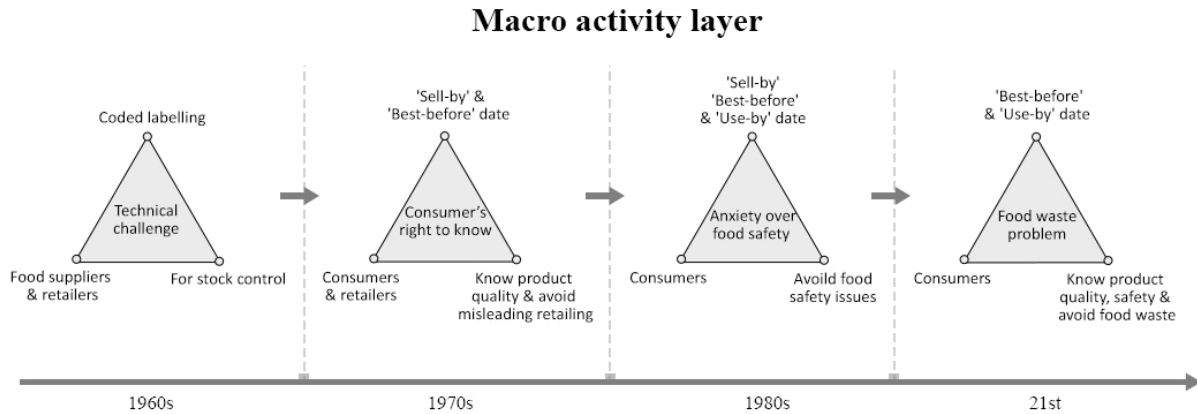 Macro activity layer
Coded labelling
Technical
challenge
Food suppliers
& retailers
For stock control
'Sell-by' &
'Best-before' date
Consumer's
right to know
Consumers
& retailers
Know product
quality & avoid
misleading retailing
'Sell-by'
'Best-before'
& 'Use-by' date
Anxiety over
food safety
Consumers
Avoild food
safety issues
'Best-before'
& 'Use-by' date
Food waste
problem
Consumers
Know product
quality, safety &
avoid food waste
1960s
1970s
1980s
21st